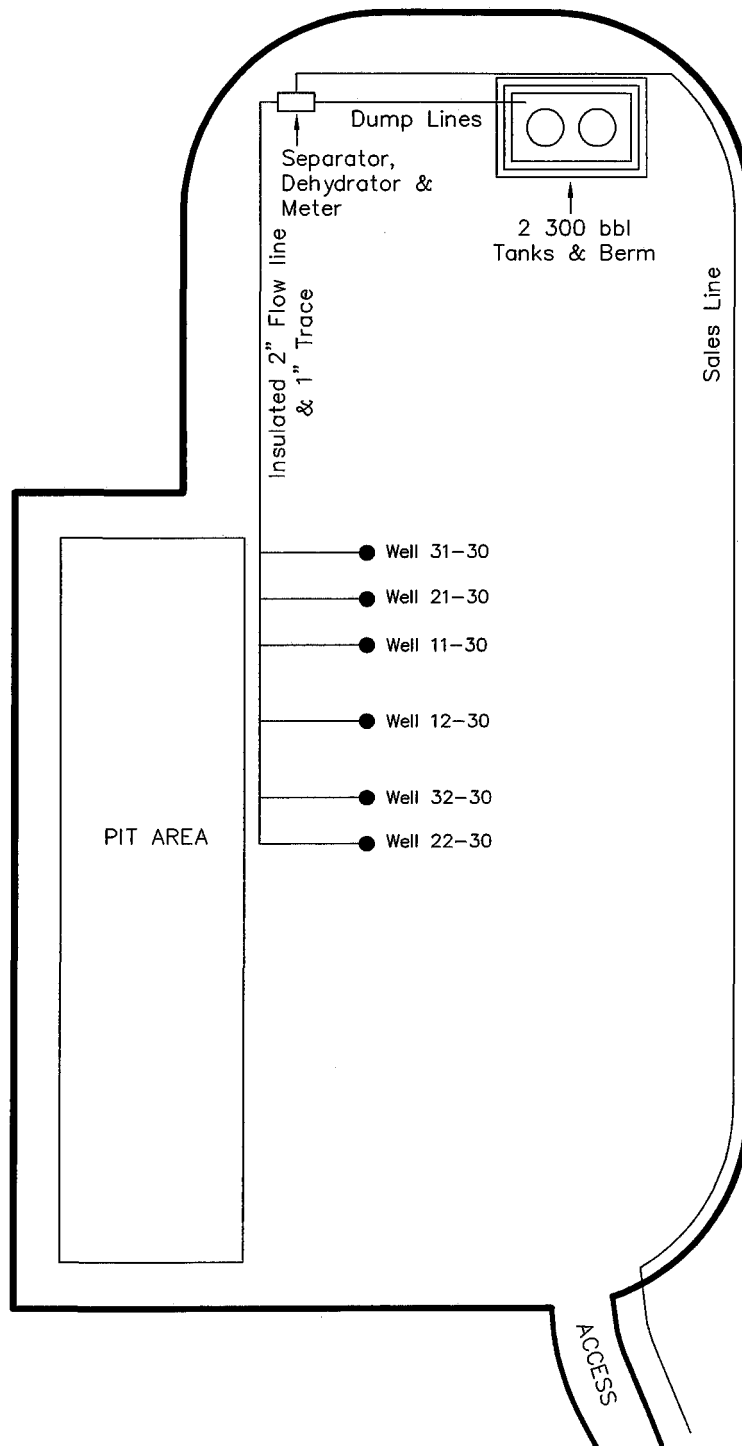 Dump Lines
Separator,
Dehydrator &
Meter
2 300 bbl
Tanks & Berm
Insulated 2" Flow line
& 1" Trace
Sales Line
Well 31-30
Well 21-30
Well 11-30
Well 12-30
Well 32-30
Well 22-30
PIT AREA
ACCESS